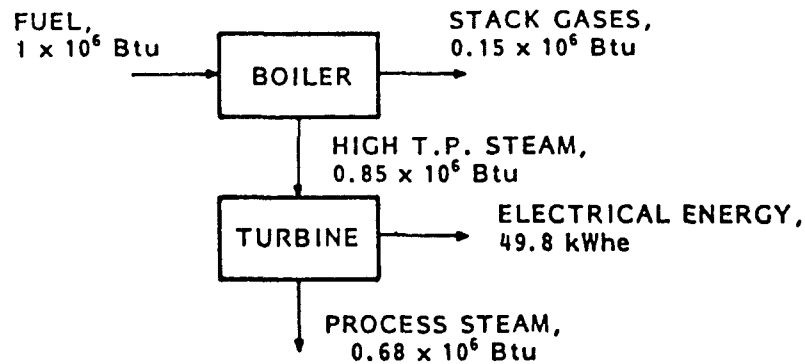 FUEL,
1 x 10⁶ Btu
STACK GASES,
0.15 x 10⁶ Btu
BOILER
HIGH T.P. STEAM,
0.85 x 10⁶ Btu
TURBINE
ELECTRICAL ENERGY,
49.8 kWhe
PROCESS STEAM,
0.68 x 10⁶ Btu